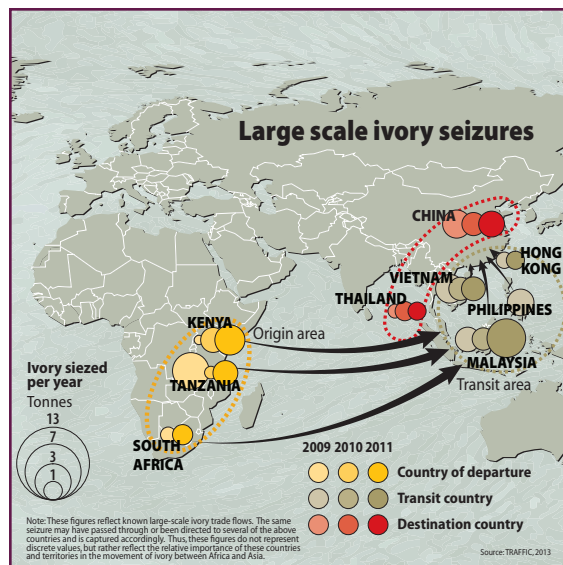 Large scale ivory seizures
CHINA
HONG
KONG
VIETNAM
THAILAND
PHILIPPINES
KENYA
Origin area
MALAYSIA
TANZANIA
Transit area
Ivory siezed
per year
Tonnes
13
7
3
1
SOUTH
AFRICA
2009 2010 2011
Country of departure
Transit country
Destination country
Note: These figures reflect known large-scale ivory trade flows. The same
seizure may have passed through or been directed to several of the above
countries and is captured accordingly. Thus, these figures do not represent
discrete values, but rather reflect the relative importance of these countries
and territories in the movement of ivory between Africa and Asia.
Source: TRAFFIC, 2013